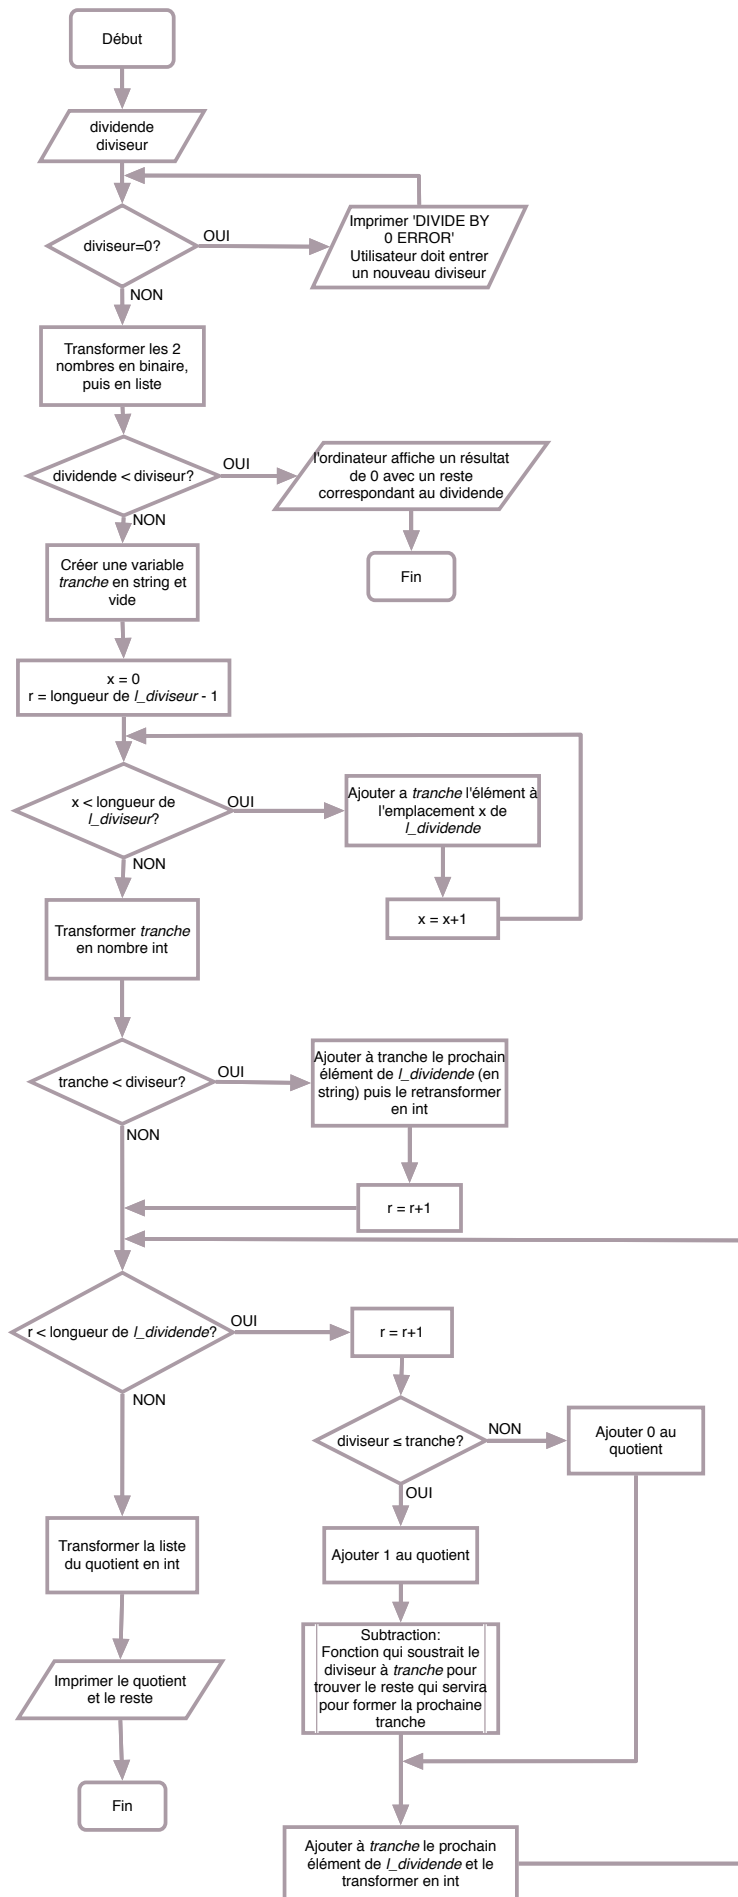 Début
dividende
diviseur
diviseur=0?
OUI
Imprimer 'DIVIDE BY
0 ERROR'
Utilisateur doit entrer
un nouveau diviseur
NON
Transformer les 2
nombres en binaire,
puis en liste
dividende < diviseur?
OUI
l'ordinateur affiche un résultat
de 0 avec un reste
correspondant au dividende
NON
Fin
Créer une variable
tranche en string et
vide
x = 0
r = longueur de l_diviseur - 1
x < longueur de
l_diviseur?
OUI
Ajouter a tranche l'élément à
l'emplacement x de
l_dividende
NON
x = x+1
Transformer tranche
en nombre int
tranche < diviseur?
OUI
Ajouter à tranche le prochain
élément de l_dividende (en
string) puis le retransformer
en int
NON
r = r+1
r < longueur de l_dividende?
OUI
r = r+1
NON
diviseur ≤ tranche?
NON
Ajouter 0 au
quotient
OUI
Transformer la liste
du quotient en int
Ajouter 1 au quotient
Subtraction:
Fonction qui soustrait le
diviseur à tranche pour
trouver le reste qui servira
pour former la prochaine
tranche
Imprimer le quotient
et le reste
Fin
Ajouter à tranche le prochain
élément de l_dividende et le
transformer en int